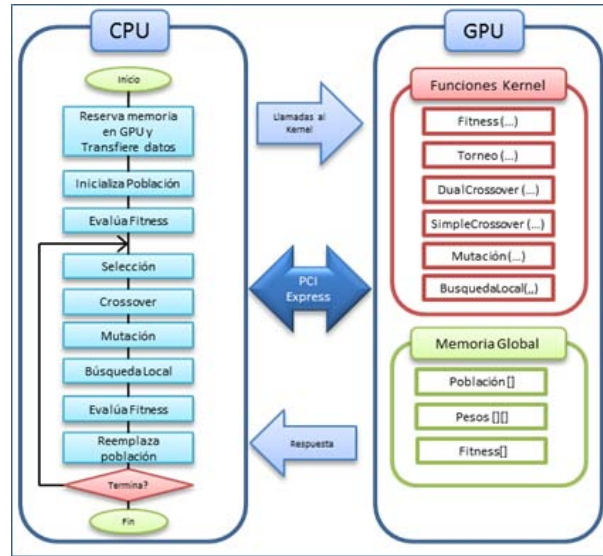 CPU
Inicio
Reserva memoria
en GPU y
Transfiere datos
Inicializa Población
Evalúa Fitness
Selección
Crossover
Mutación
Búsqueda Local
Evalúa Fitness
Reemplaza
población
Termina?
Fin
Llamadas al
Kernel
PCI
Express
Respuesta
GPU
Funciones Kernel
Fitness (...)
Torneo (...)
DualCrossover (...)
SimpleCrossover (...)
Mutación (...)
BusquedaLocal(,,)
Memoria Global
Población []
Pesos [][]
Fitness[]